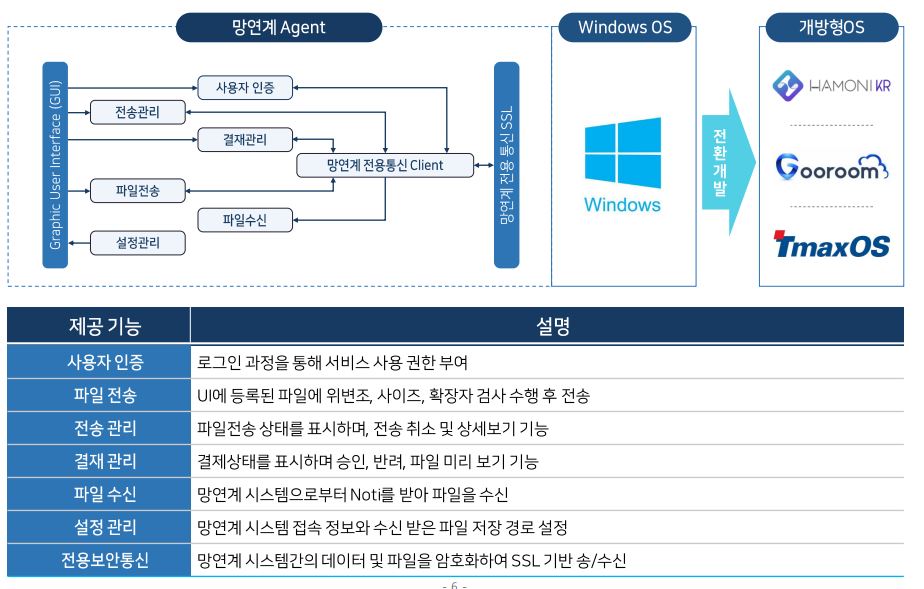 망연계 Agent
Windows OS
개방형OS
Graphic User Interface (GUI)
사용자 인증
전송관리
결재관리
망연계 전용통신 Client
파일전송
파일수신
설정관리
망연계 전용 통신 SSL
Windows
전환개발
HAMONIKR
Gooroom
TmaxOS
제공 기능 설명
사용자 인증 로그인 과정을 통해 서비스 사용 권한 부여
파일 전송 UI에 등록된 파일에 위변조, 사이즈, 확장자 검사 수행 후 전송
전송 관리 파일전송 상태를 표시하며, 전송 취소 및 상세보기 기능
결재 관리 결제상태를 표시하며 승인, 반려, 파일 미리 보기 기능
파일 수신 망연계 시스템으로부터 Noti를 받아 파일을 수신
설정 관리 망연계 시스템 접속 정보와 수신 받은 파일 저장 경로 설정
전용보안통신 망연계 시스템간의 데이터 및 파일을 암호화하여 SSL 기반 송/수신
- 6 -